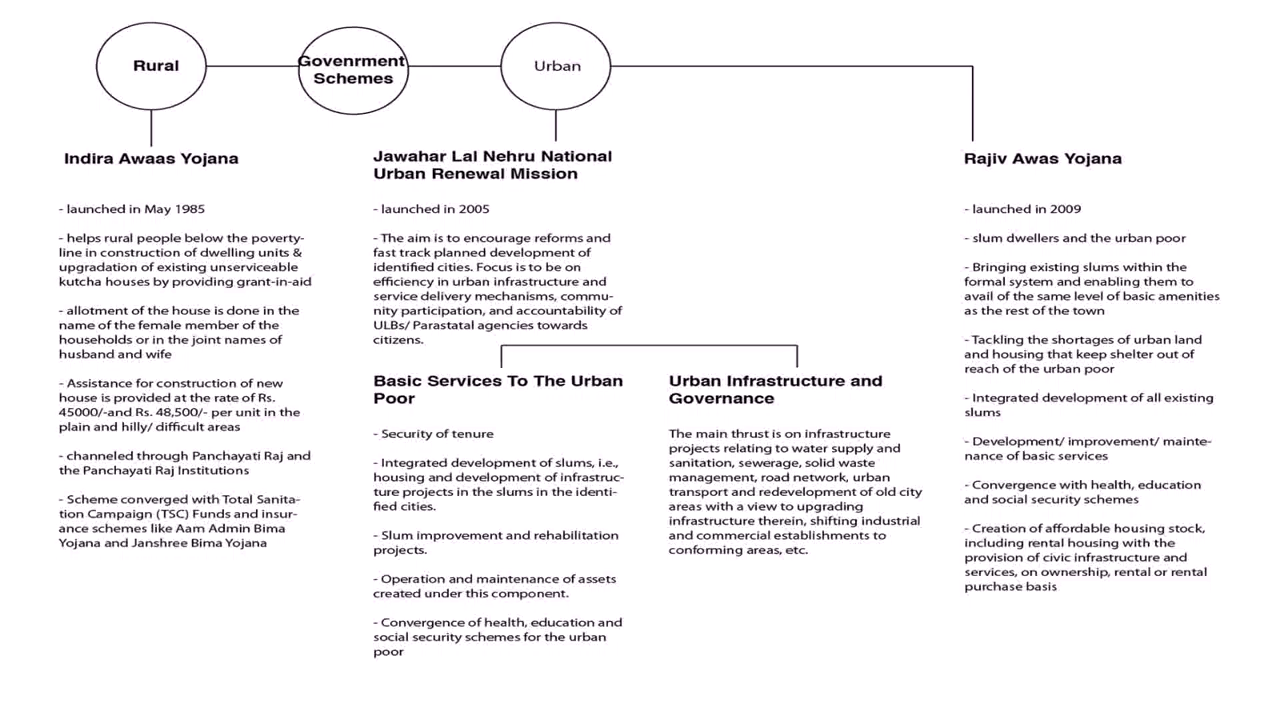 Rural
Govenrment
Schemes
Urban
Indira Awaas Yojana
- launched in May 1985
- helps rural people below the poverty-
line in construction of dwelling units &
upgradation of existing unserviceable
kutcha houses by providing grant-in-aid
- allotment of the house is done in the
name of the female member of the
households or in the joint names of
husband and wife
- Assistance for construction of new
house is provided at the rate of Rs.
45000/-and Rs. 48,500/- per unit in the
plain and hilly/ difficult areas
- channeled through Panchayati Raj and
the Panchayati Raj Institutions
- Scheme converged with Total Sanita-
tion Campaign (TSC) Funds and insur-
ance schemes like Aam Admin Bima
Yojana and Janshree Bima Yojana
Jawahar Lal Nehru National
Urban Renewal Mission
- launched in 2005
- The aim is to encourage reforms and
fast track planned development of
identified cities. Focus is to be on
efficiency in urban infrastructure and
service delivery mechanisms, commu-
nity participation, and accountability of
ULBs/ Parastatal agencies towards
citizens.
Basic Services To The Urban
Poor
- Security of tenure
- Integrated development of slums, i.e.,
housing and development of infrastruc-
ture projects in the slums in the identi-
fied cities.
- Slum improvement and rehabilitation
projects.
- Operation and maintenance of assets
created under this component.
- Convergence of health, education and
social security schemes for the urban
poor
Urban Infrastructure and
Governance
The main thrust is on infrastructure
projects relating to water supply and
sanitation, sewerage, solid waste
management, road network, urban
transport and redevelopment of old city
areas with a view to upgrading
infrastructure therein, shifting industrial
and commercial establishments to
conforming areas, etc.
Rajiv Awas Yojana
- launched in 2009
- slum dwellers and the urban poor
- Bringing existing slums within the
formal system and enabling them to
avail of the same level of basic amenities
as the rest of the town
- Tackling the shortages of urban land
and housing that keep shelter out of
reach of the urban poor
- Integrated development of all existing
slums
- Development/ improvement/ mainte-
nance of basic services
- Convergence with health, education
and social security schemes
- Creation of affordable housing stock,
including rental housing with the
provision of civic infrastructure and
services, on ownership, rental or rental
purchase basis